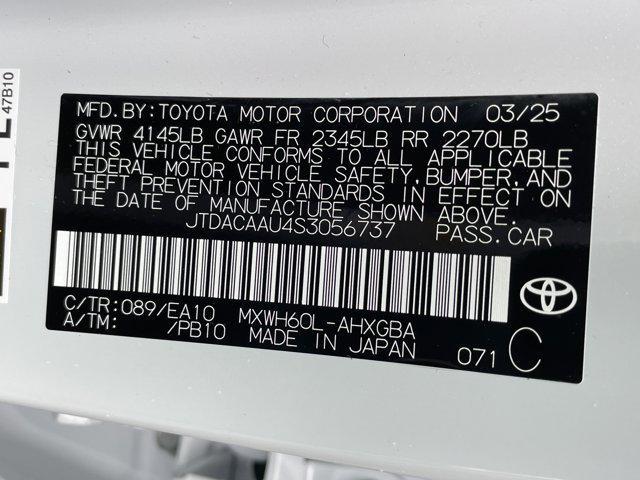 47B10
MFD.BY:TOYOTA MOTOR CORPORATION 03/25
GVWR 4145LB GAWR FR 2345LB RR 2270LB
THIS VEHICLE CONFORMS TO ALL APPLICABLE
FEDERAL MOTOR VEHICLE SAFETY,BUMPER,AND
THEFT PREVENTION STANDARDS IN EFFECT ON
THE DATE OF MANUFACTURE SHOWN ABOVE.
JTDACAAU4S3056737 PASS.CAR
C/TR:089/EA10 MXWH60L-AHXGBA
A/TM: /PB10 MADE IN JAPAN 071 C